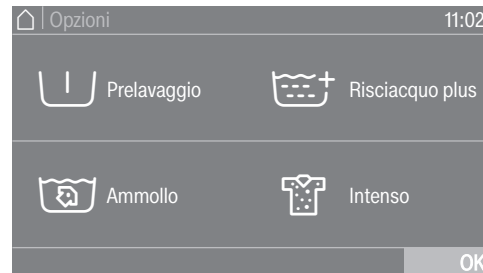 Opzioni 11:02
Prelavaggio Risciacquo plus
Ammollo Intenso
OK